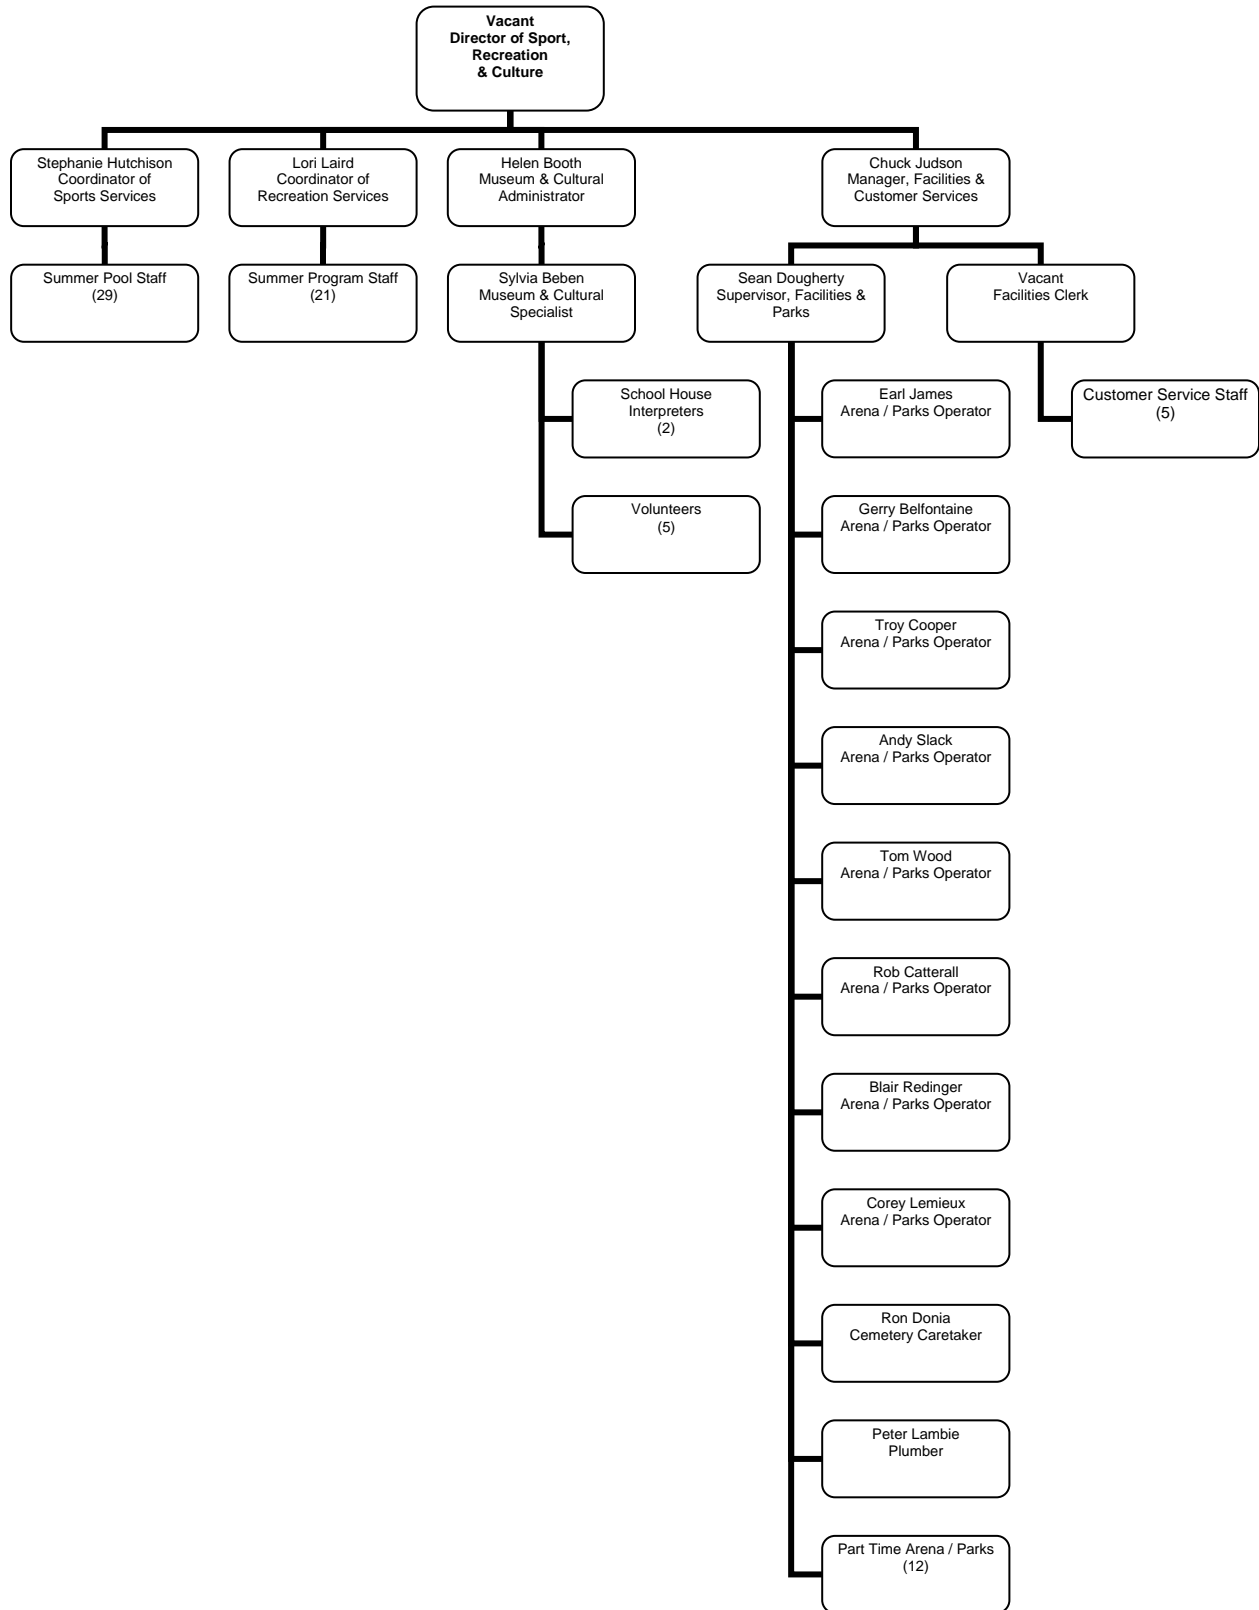 Vacant
Director of Sport,
Recreation
& Culture
Stephanie Hutchison
Coordinator of
Sports Services
Lori Laird
Coordinator of
Recreation Services
Helen Booth
Museum & Cultural
Administrator
Chuck Judson
Manager, Facilities &
Customer Services
Summer Pool Staff
(29)
Summer Program Staff
(21)
Sylvia Beben
Museum & Cultural
Specialist
Sean Dougherty
Supervisor, Facilities &
Parks
Vacant
Facilities Clerk
School House
Interpreters
(2)
Earl James
Arena / Parks Operator
Customer Service Staff
(5)
Volunteers
(5)
Gerry Belfontaine
Arena / Parks Operator
Troy Cooper
Arena / Parks Operator
Andy Slack
Arena / Parks Operator
Tom Wood
Arena / Parks Operator
Rob Catterall
Arena / Parks Operator
Blair Redinger
Arena / Parks Operator
Corey Lemieux
Arena / Parks Operator
Ron Donia
Cemetery Caretaker
Peter Lambie
Plumber
Part Time Arena / Parks
(12)